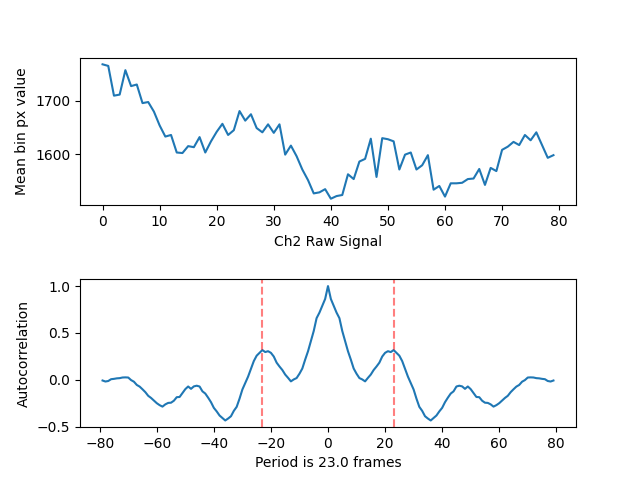 Mean bin px value
1700
1600
0 10 20 30 40 50 60 70 80
Ch2 Raw Signal
Autocorrelation
1.0
0.5
0.0
−0.5
−80 −60 −40 −20 0 20 40 60 80
Period is 23.0 frames